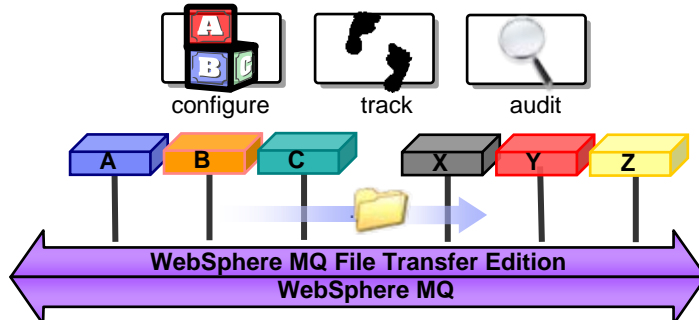 A
B C
configure track audit
A B C X Y Z
WebSphere MQ File Transfer Edition
WebSphere MQ